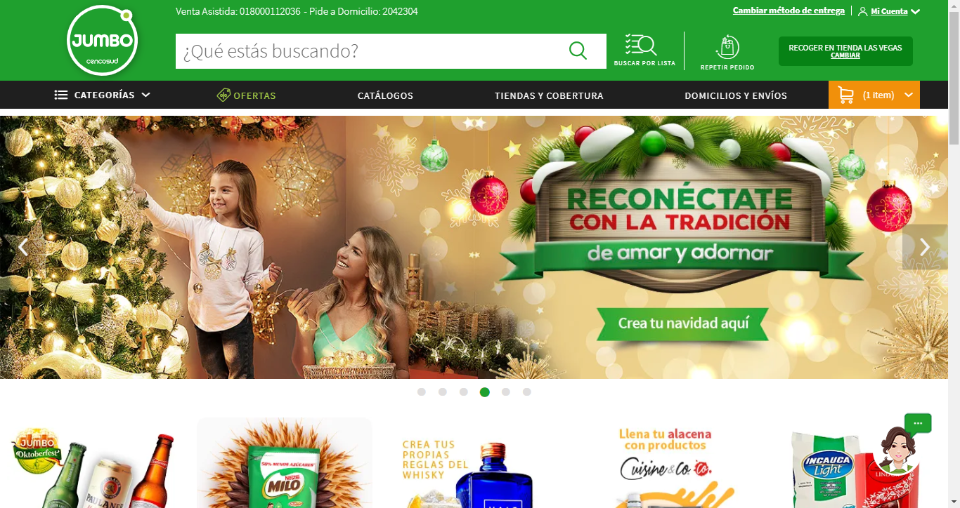 Venta Asistida: 018000112036 - Pide a Domicilio: 2042304
Cambiar método de entrega
Mi Cuenta
JUMBO
cencosud
¿Qué estás buscando?
BUSCAR POR LISTA
REPETIR PEDIDO
RECOGER EN TIENDA LAS VEGAS
CAMBIAR
CATEGORÍAS
OFERTAS
CATÁLOGOS
TIENDAS Y COBERTURA
DOMICILIOS Y ENVÍOS
(1 item)
RECONÉCTATE
CON LA TRADICIÓN
de amar y adornar
Crea tu navidad aquí
JUMBO
Oktoberfest
MILO
CREA TUS
PROPIAS
REGLAS DEL
WHISKY
Llena tu alacena
con productos
Cuisine & Co
INCAUCA
Light